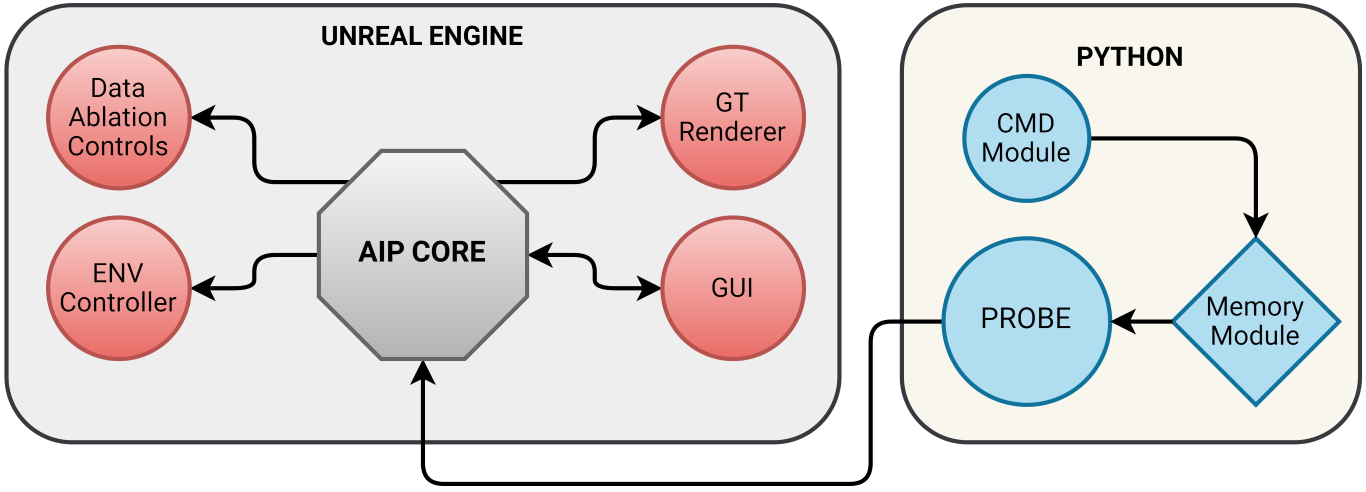 UNREAL ENGINE
Data
Ablation
Controls
GT
Renderer
AIP CORE
ENV
Controller
GUI
PYTHON
CMD
Module
PROBE
Memory
Module